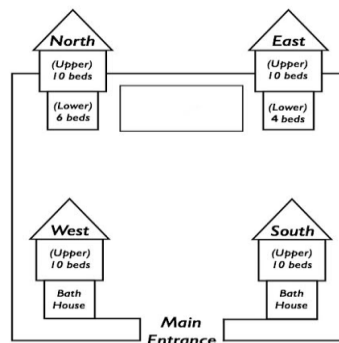 North
(Upper)
10 beds
(Lower)
6 beds
East
(Upper)
10 beds
(Lower)
4 beds
West
(Upper)
10 beds
Bath
House
South
(Upper)
10 beds
Bath
House
Main
Entrance